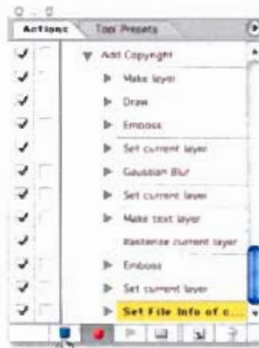 Actions Tool Presets
Add Copyright
Make layer
Draw
Emboss
Set current layer
Gaussian Blur
Set current layer
Make text layer
Rasterize current layer
Emboss
Set current layer
Set File Info of c...